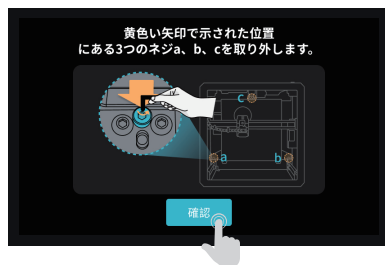 黄色い矢印で示された位置
にある3つのネジa、b、cを取り外します。
c
a
b
確認